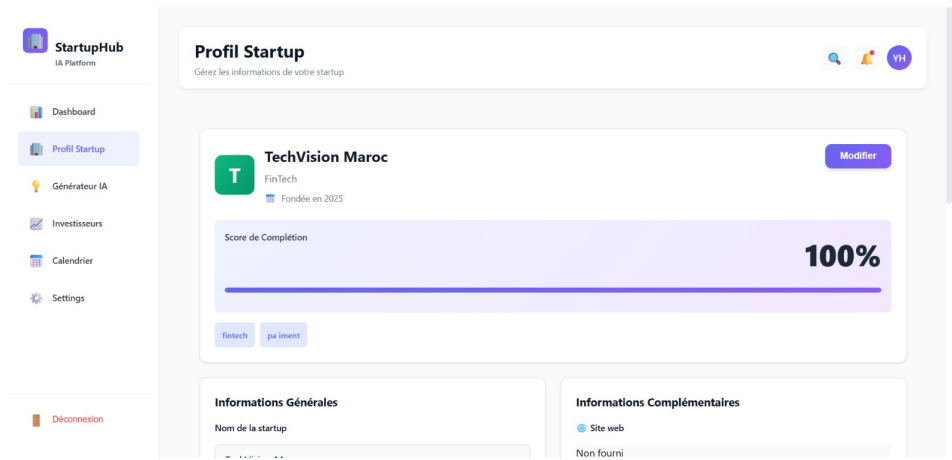 StartupHub
IA Platform
Dashboard
Profil Startup
Générateur IA
Investisseurs
Calendrier
Settings
Déconnexion
Profil Startup
Gérez les informations de votre startup
YH
T
TechVision Maroc
FinTech
Fondée en 2025
Modifier
Score de Complétion
100%
fintech
pa iment
Informations Générales
Nom de la startup
Informations Complémentaires
Site web
Non fourni